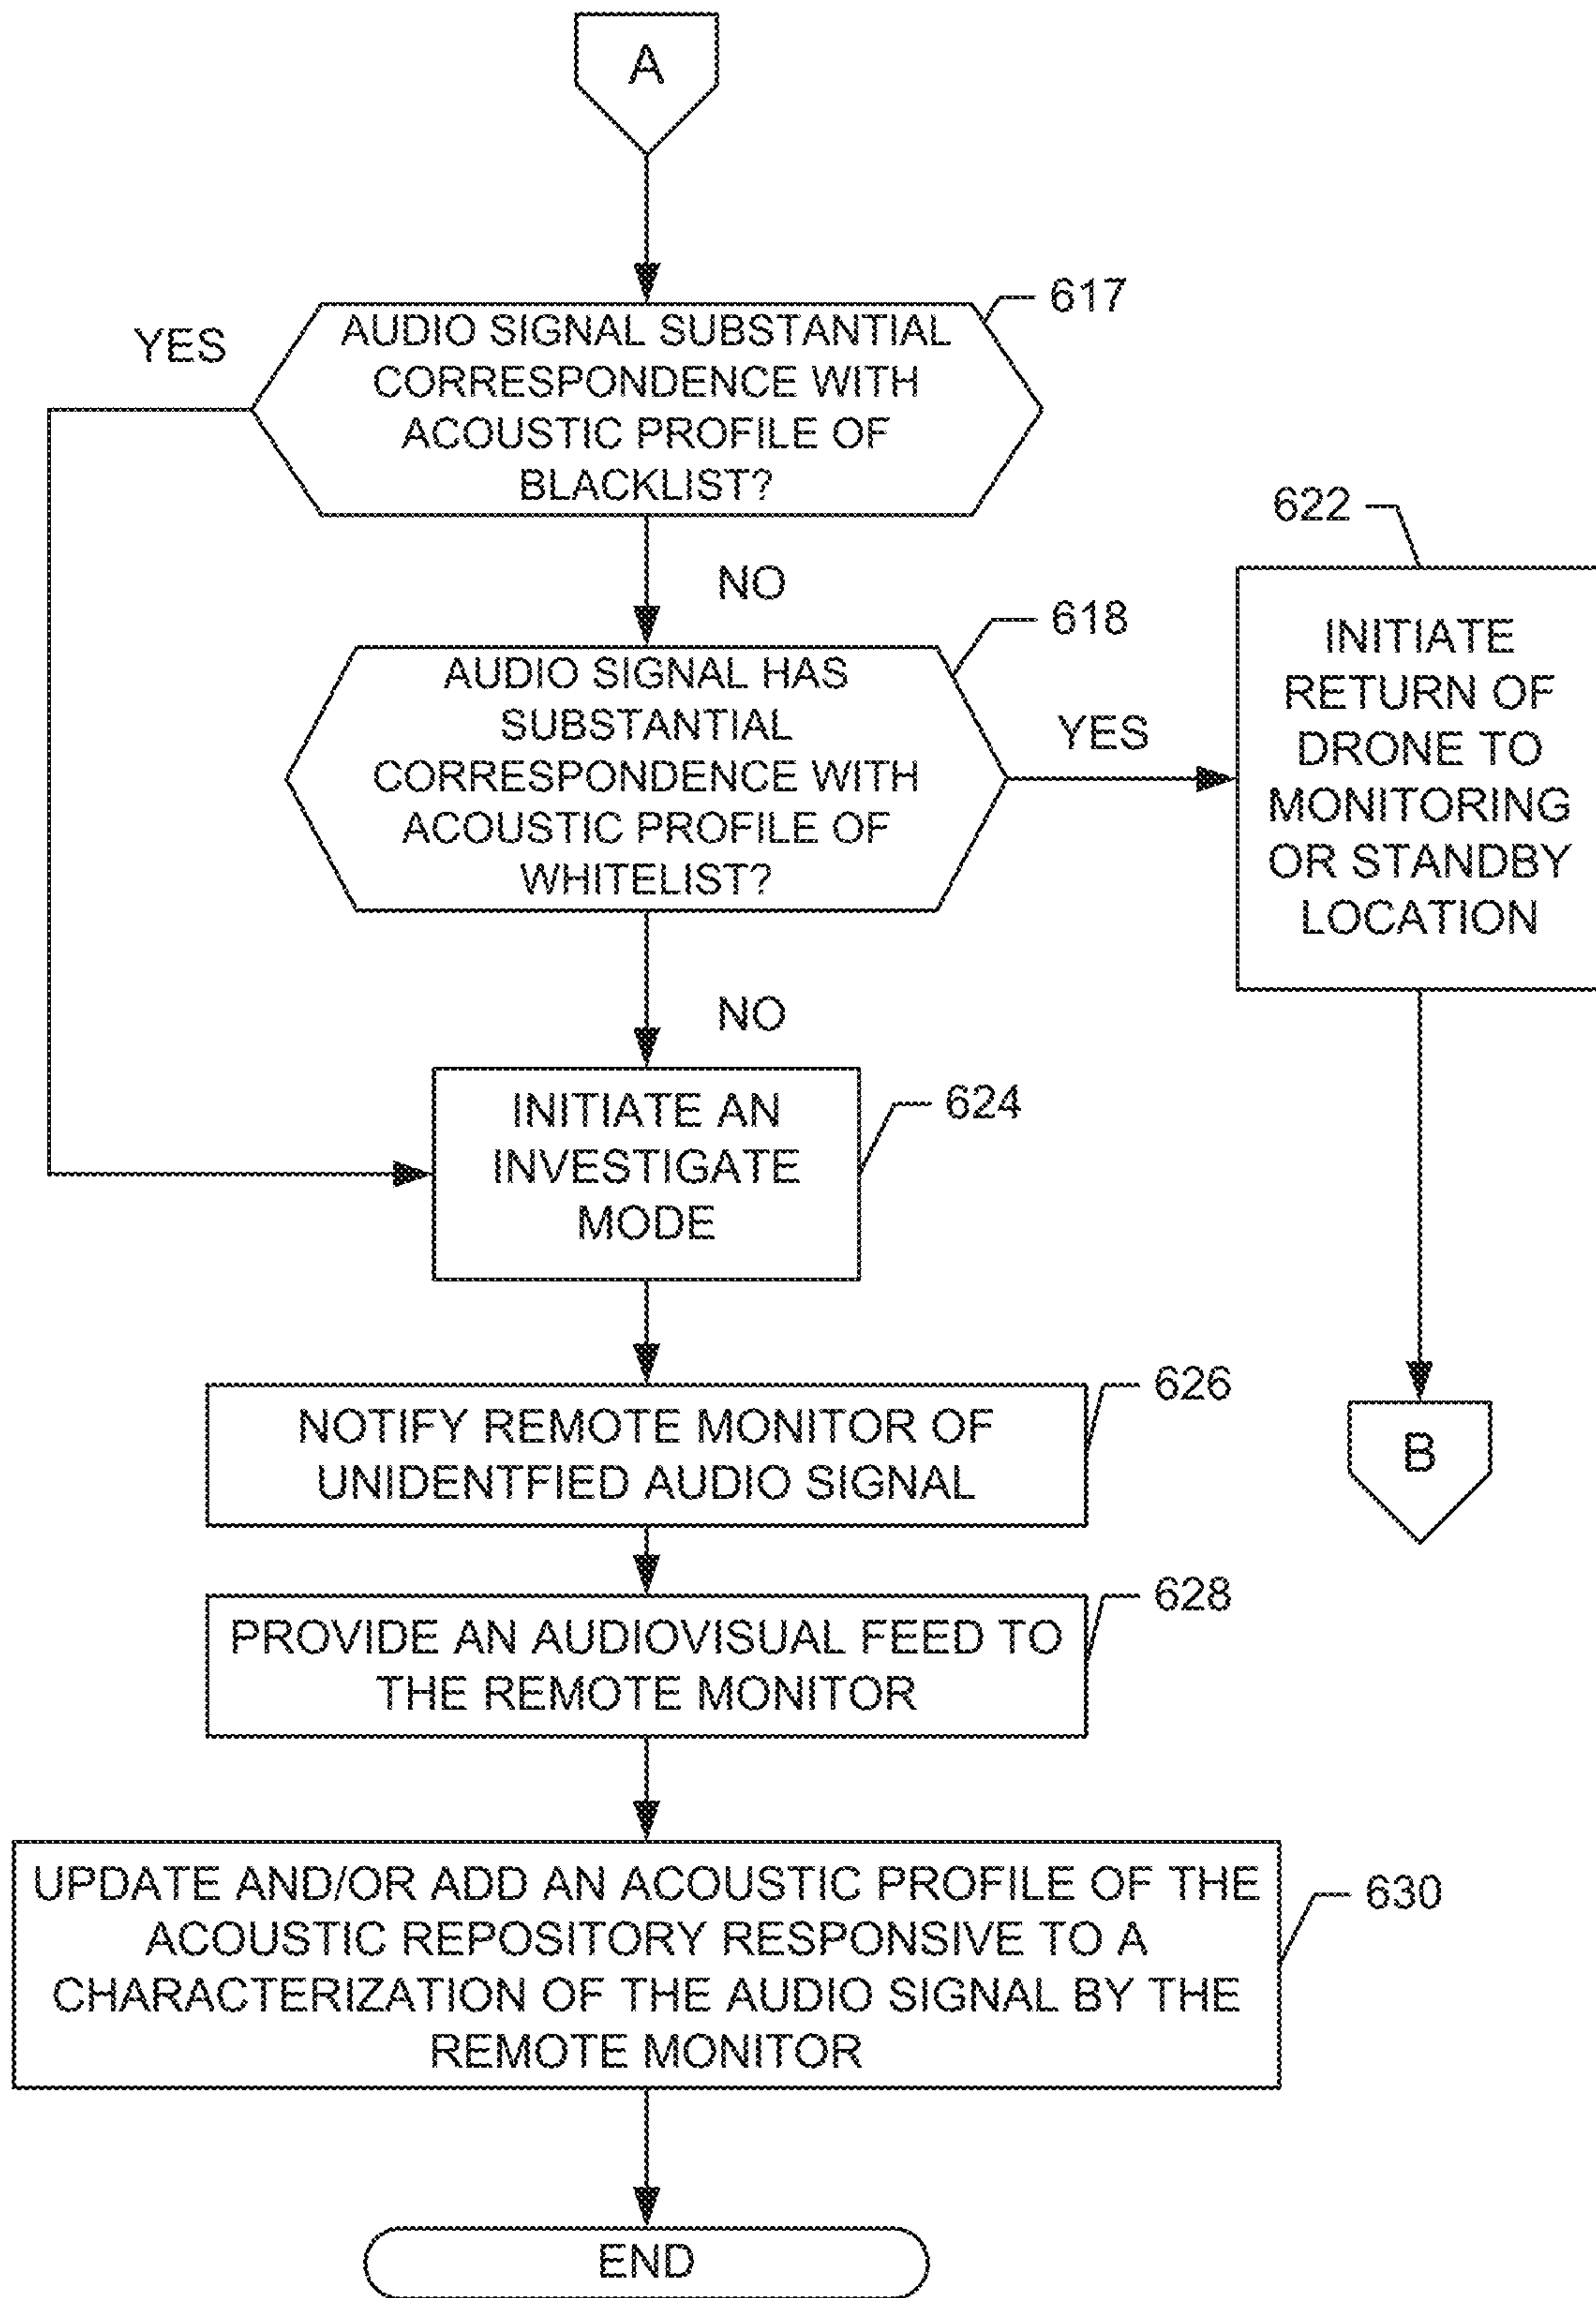 A
617
YES
AUDIO SIGNAL SUBSTANTIAL
CORRESPONDENCE WITH
ACOUSTIC PROFILE OF
BLACKLIST?
NO
618
AUDIO SIGNAL HAS
SUBSTANTIAL
CORRESPONDENCE WITH
ACOUSTIC PROFILE OF
WHITELIST?
YES
622
INITIATE
RETURN OF
DRONE TO
MONITORING
OR STANDBY
LOCATION
B
NO
INITIATE AN
INVESTIGATE
MODE
624
NOTIFY REMOTE MONITOR OF
UNIDENTFIED AUDIO SIGNAL
626
PROVIDE AN AUDIOVISUAL FEED TO
THE REMOTE MONITOR
628
UPDATE AND/OR ADD AN ACOUSTIC PROFILE OF THE
ACOUSTIC REPOSITORY RESPONSIVE TO A
CHARACTERIZATION OF THE AUDIO SIGNAL BY THE
REMOTE MONITOR
630
END